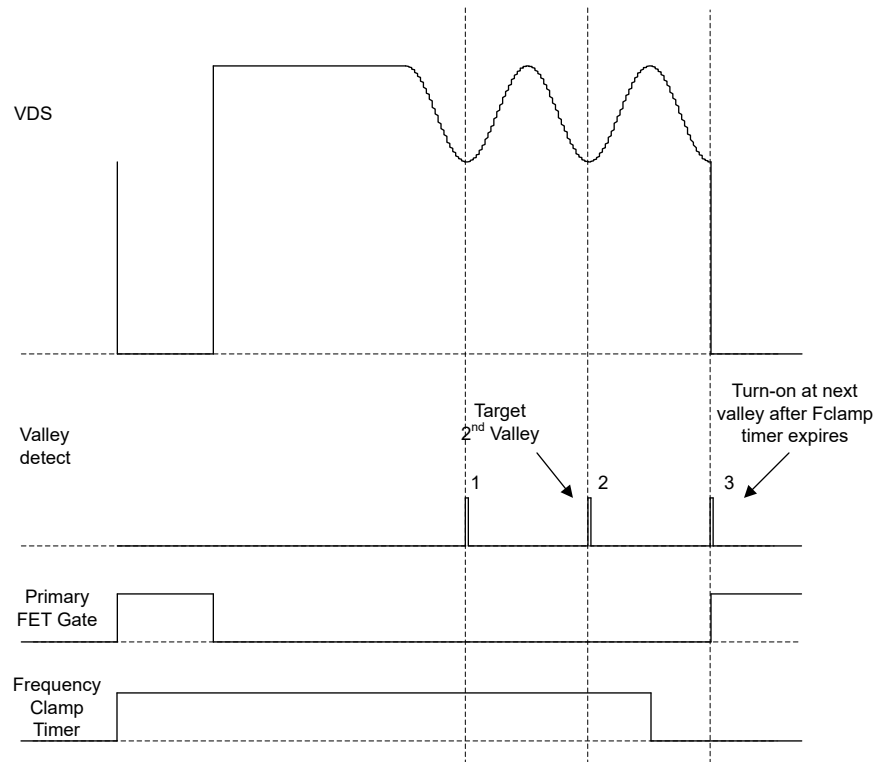 VDS
Valley
detect
Target
2nd Valley
Turn-on at next
valley after Fclamp
timer expires
1
2
3
Primary
FET Gate
Frequency
Clamp
Timer